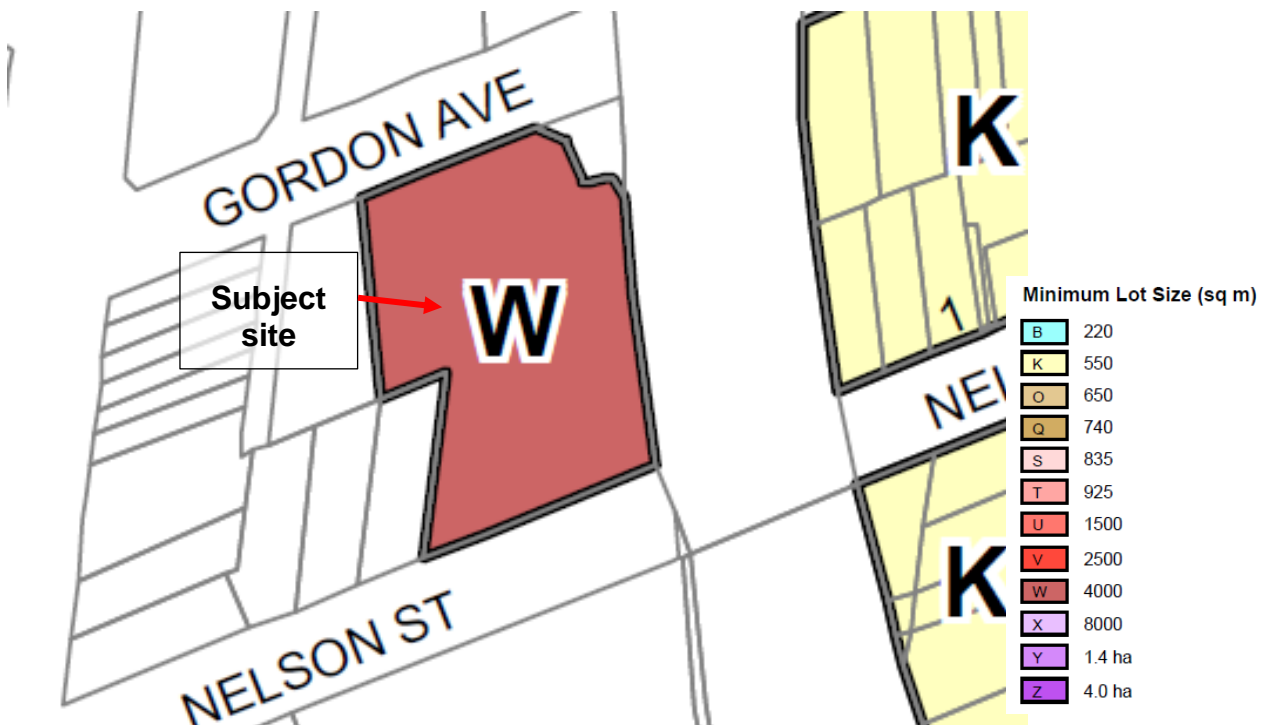 GORDON AVE
K
Subject
site
W
1
Minimum Lot Size (sq m)
B 220
K 550
O 650
Q 740
S 835
T 925
U 1500
V 2500
W 4000
X 8000
Y 1.4 ha
Z 4.0 ha
K
NELSON ST